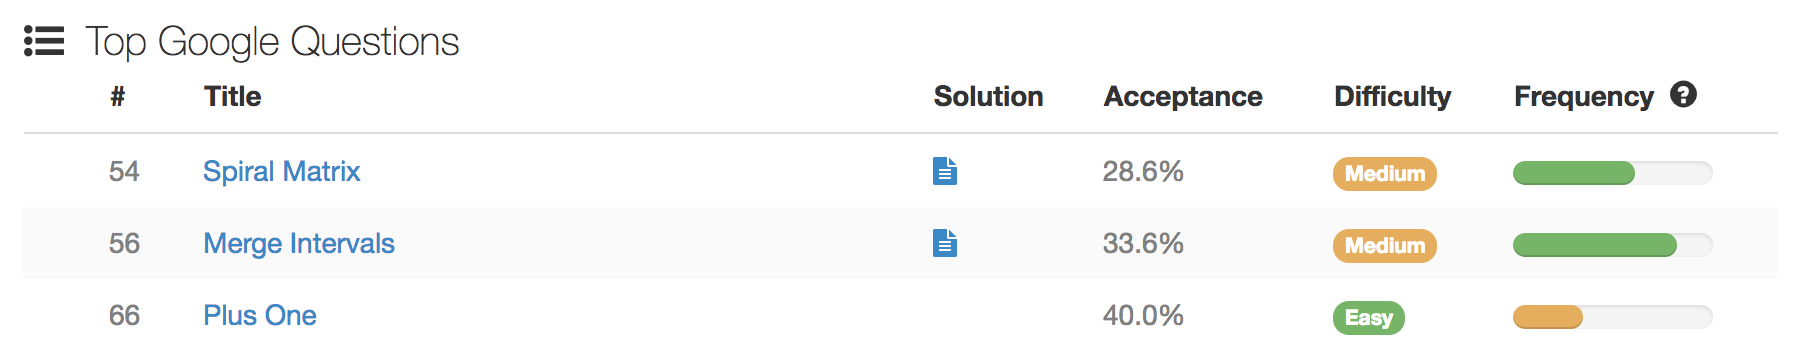 Top Google Questions
# Title Solution Acceptance Difficulty Frequency ?
54 Spiral Matrix 28.6% Medium
56 Merge Intervals 33.6% Medium
66 Plus One 40.0% Easy